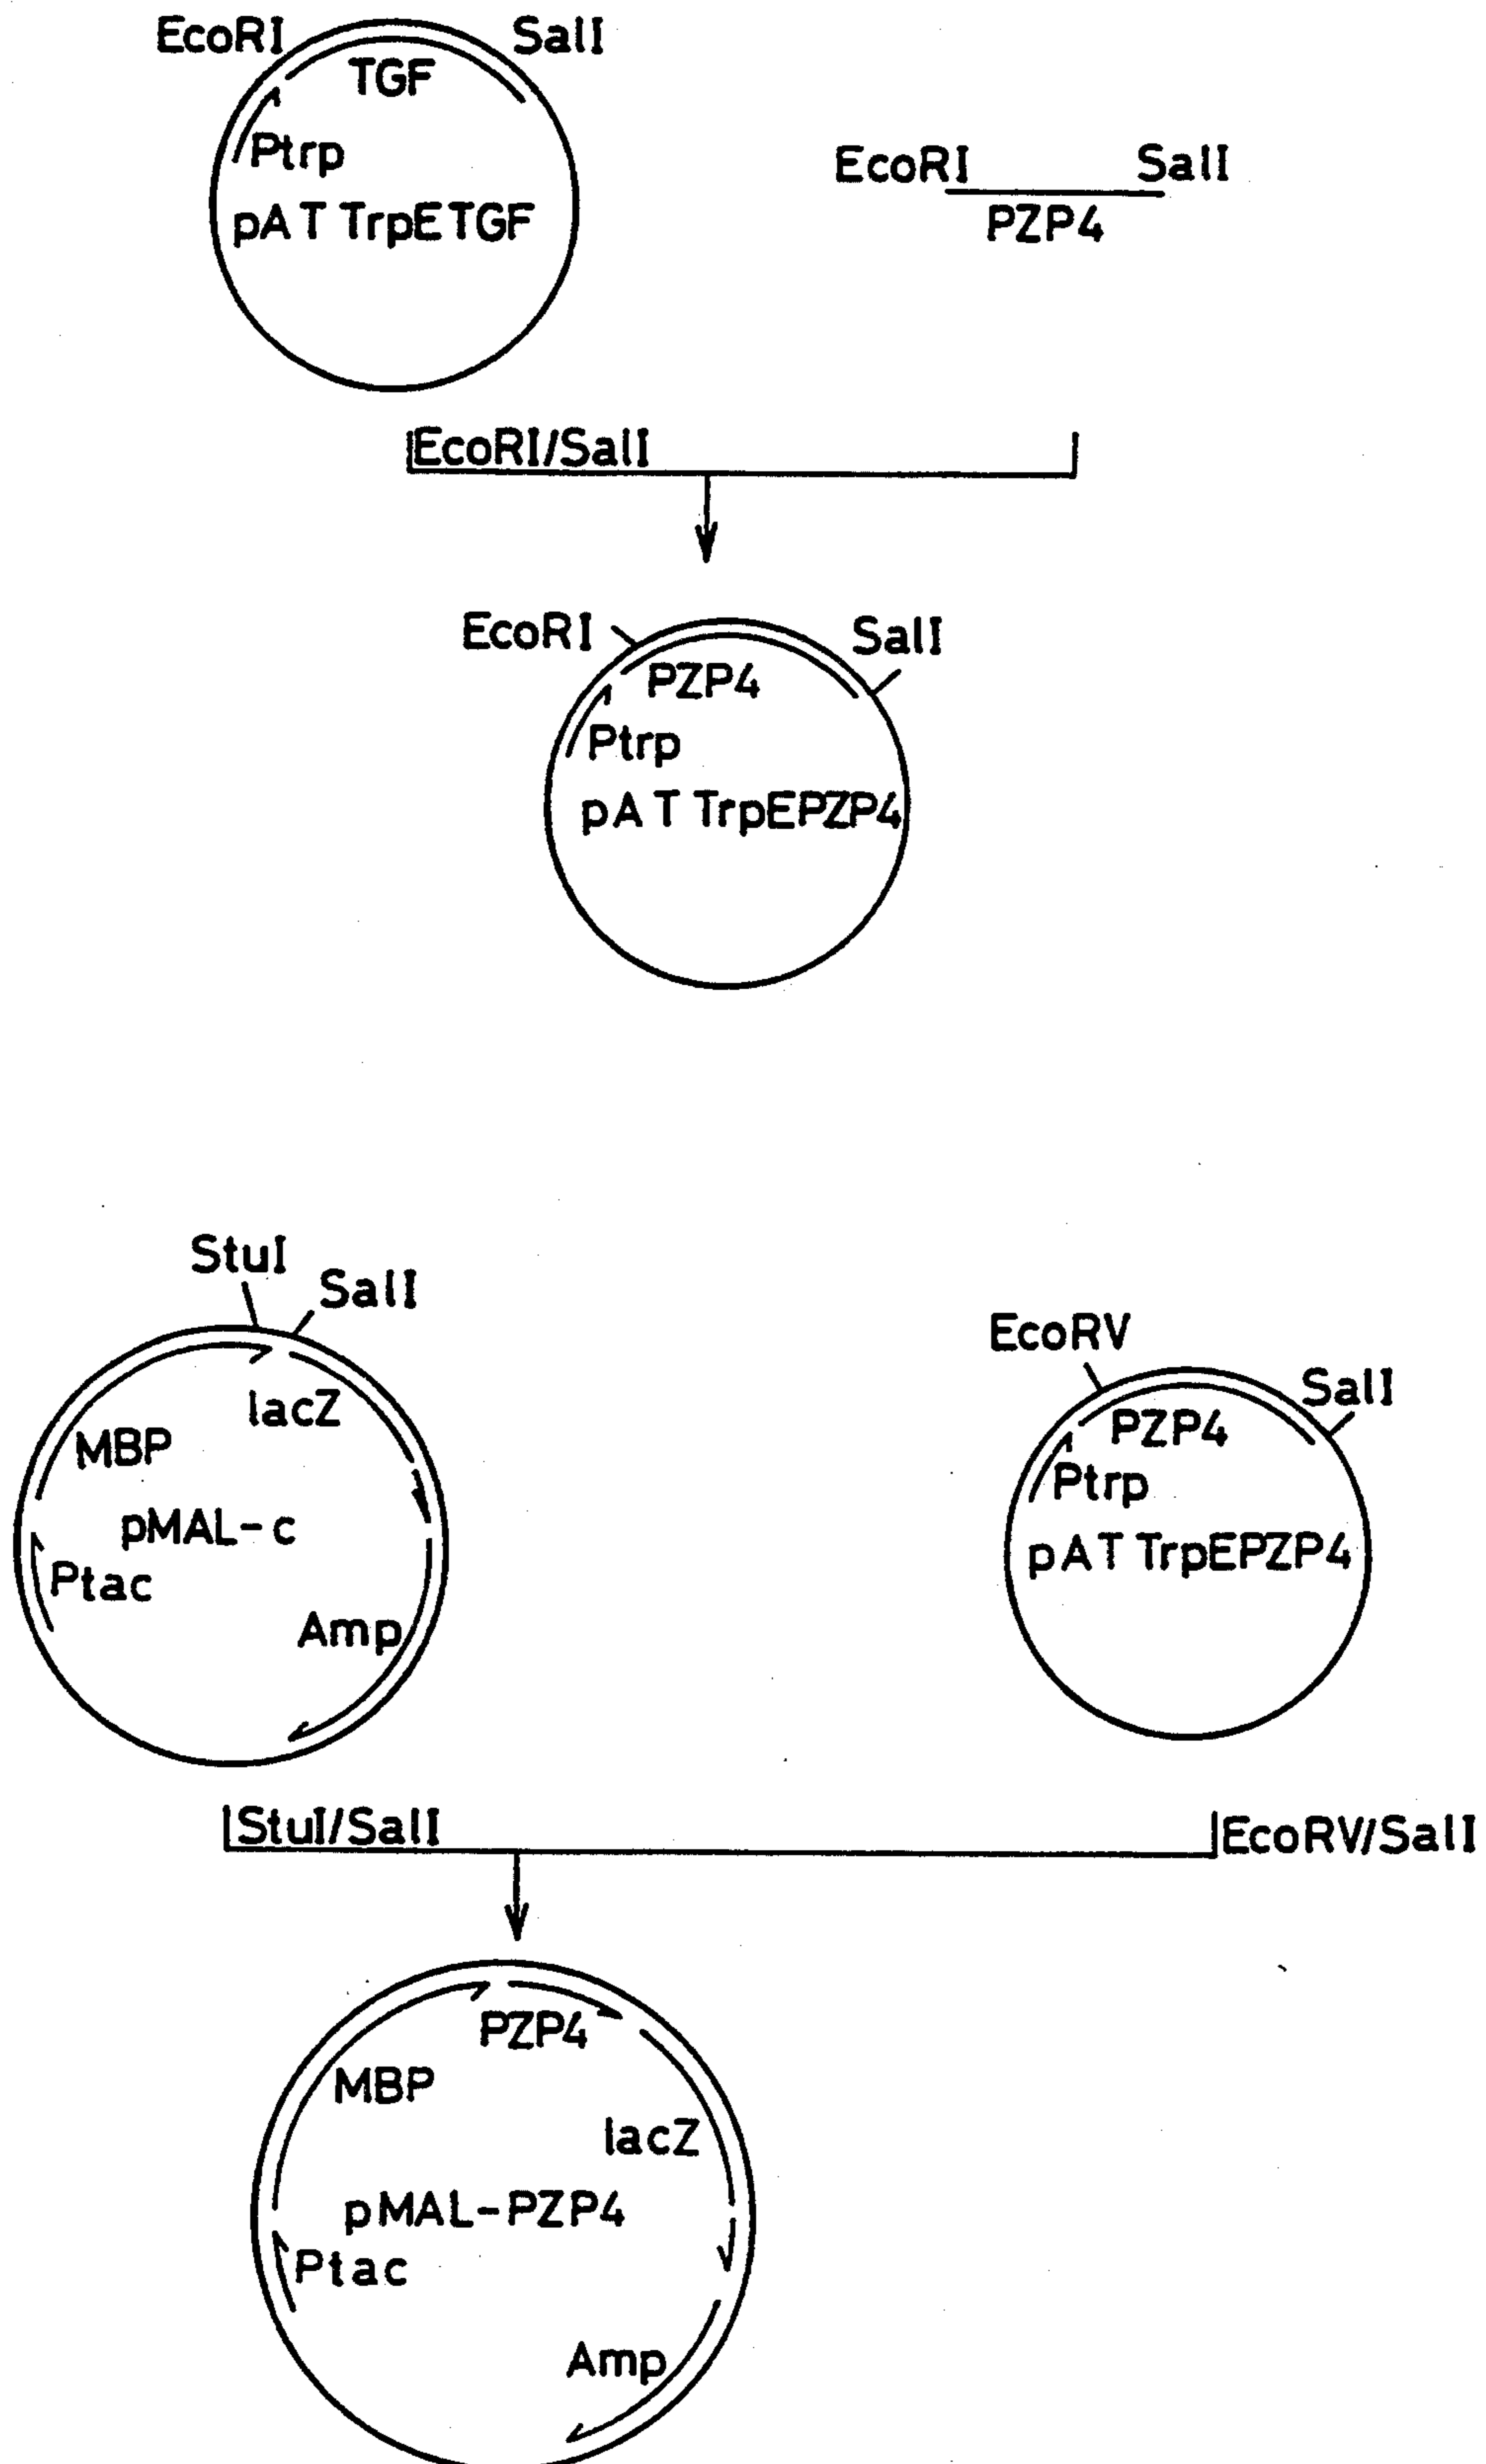 EcoRI SalI
TGF
Ptrp
pAT TrpETGF
EcoRI SalI
PZP4
EcoRI/SalI
EcoRI SalI
PZP4
Ptrp
pAT TrpEPZP4
StuI
SalI
lacZ
MBP
pMAL-c
Ptac
Amp
EcoRV
SalI
PZP4
Ptrp
pAT TrpEPZP4
StuI/SalI
EcoRV/SalI
PZP4
MBP
lacZ
pMAL-PZP4
Ptac
Amp